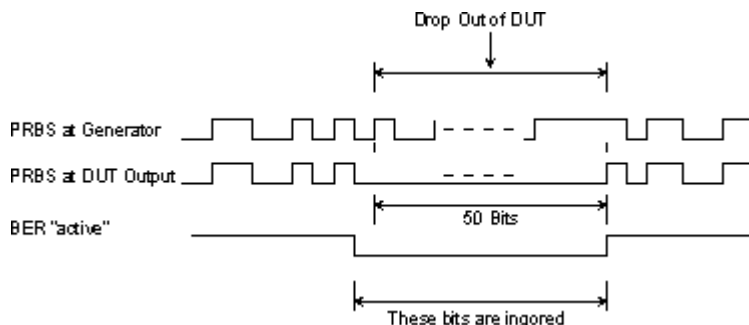 Drop Out of DUT
PRBS at Generator
PRBS at DUT Output
50 Bits
BER "active"
These bits are ingored